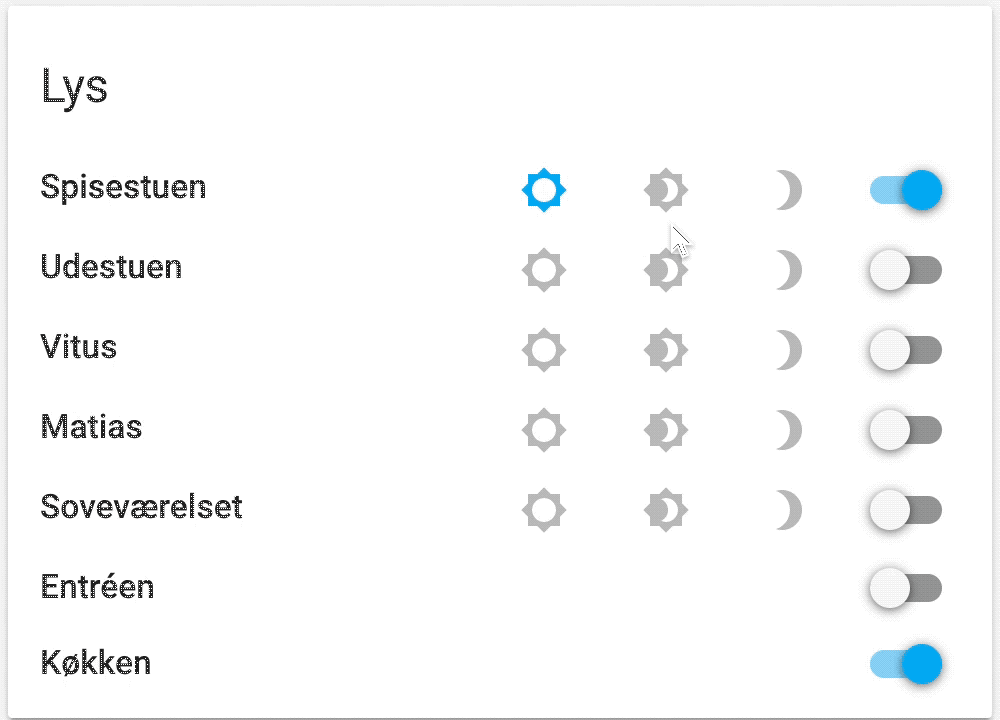 Lys
Spisestuen
Udestuen
Vitus
Matias
Soveværelset
Entréen
Køkken